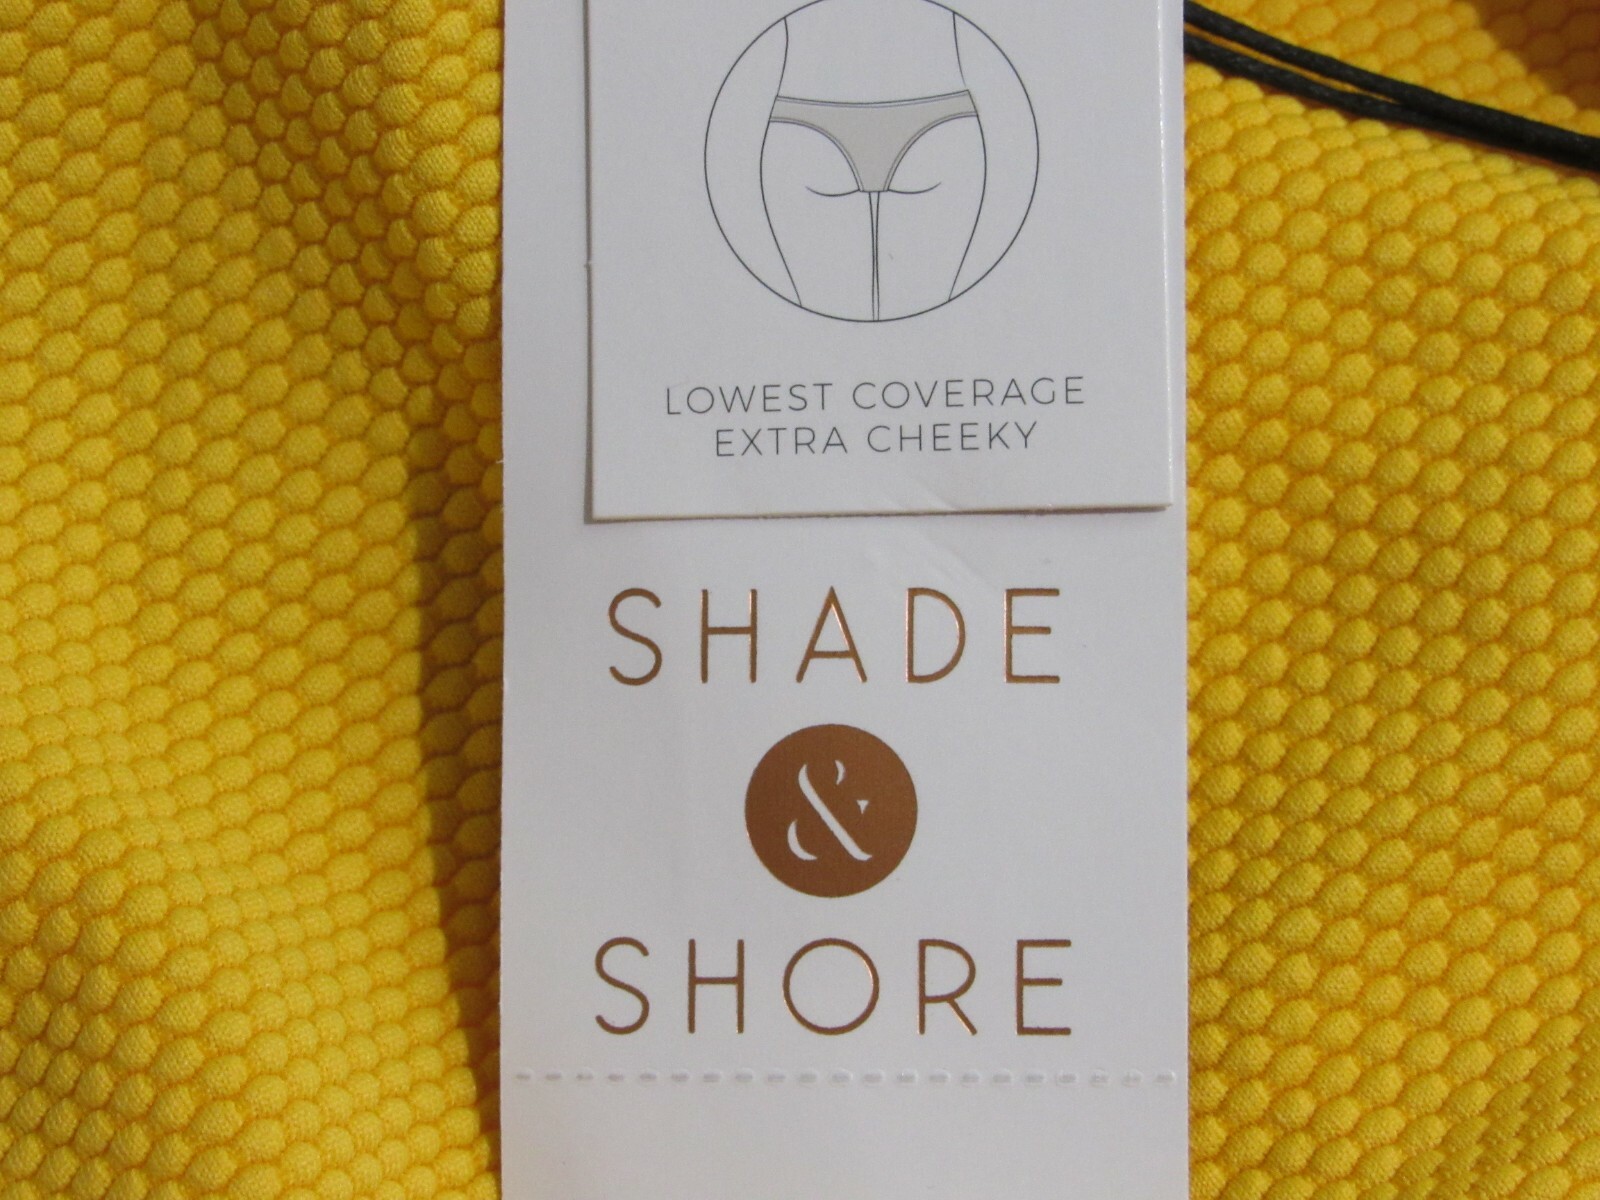 LOWEST COVERAGE
EXTRA CHEEKY
SHADE
&
SHORE